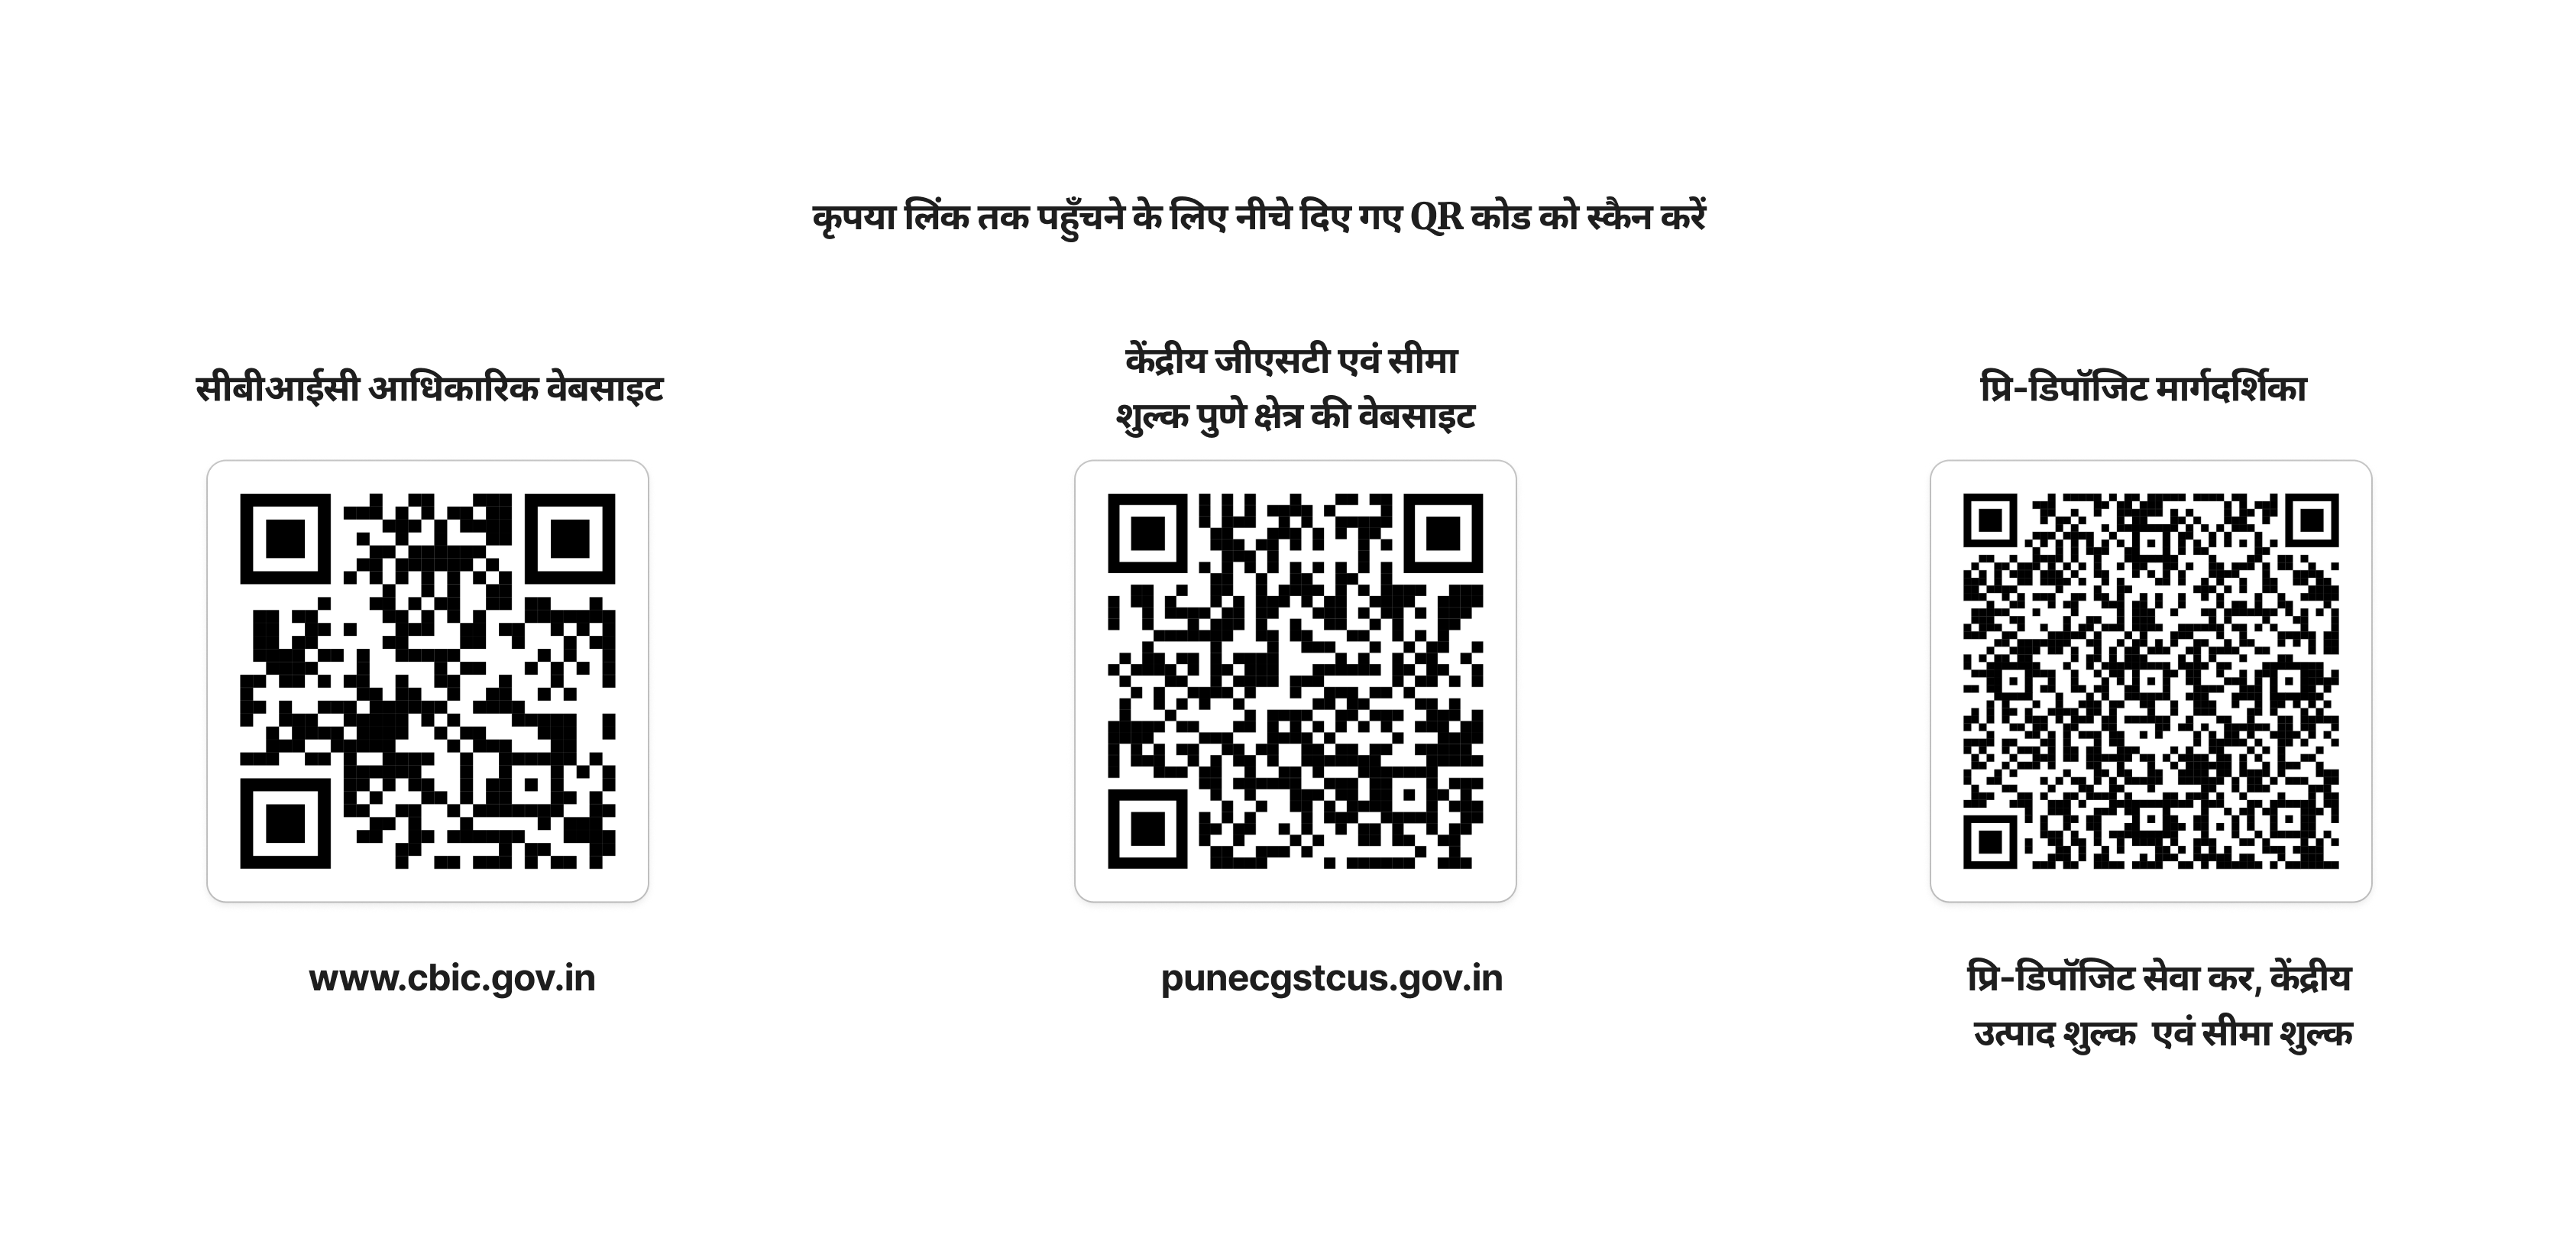 कृपया लिंक तक पहुँचने के लिए नीचे दिए गए QR कोड को स्कैन करें
सीबीआईसी आधिकारिक वेबसाइट
केंद्रीय जीएसटी एवं सीमा
शुल्क पुणे क्षेत्र की वेबसाइट
प्रि-डिपॉजिट मार्गदर्शिका
www.cbic.gov.in
punecgstcus.gov.in
प्रि-डिपॉजिट सेवा कर, केंद्रीय
उत्पाद शुल्क एवं सीमा शुल्क